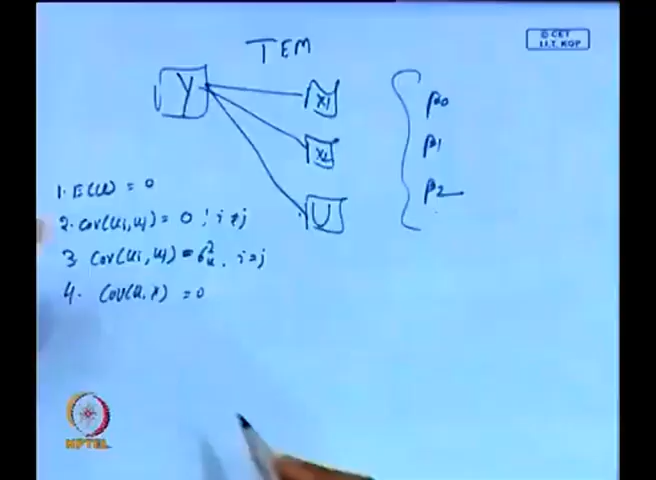 TEM
© CET
I.I.T. KGP
Y
X1
X2
U
β0
β1
β2
1. E(U) = 0
2. Cov(ui, uj) = 0 ; i ≠ j
3. Cov(ui, uj) = σ²u, i = j
4. Cov(u, x) = 0
NPTEL